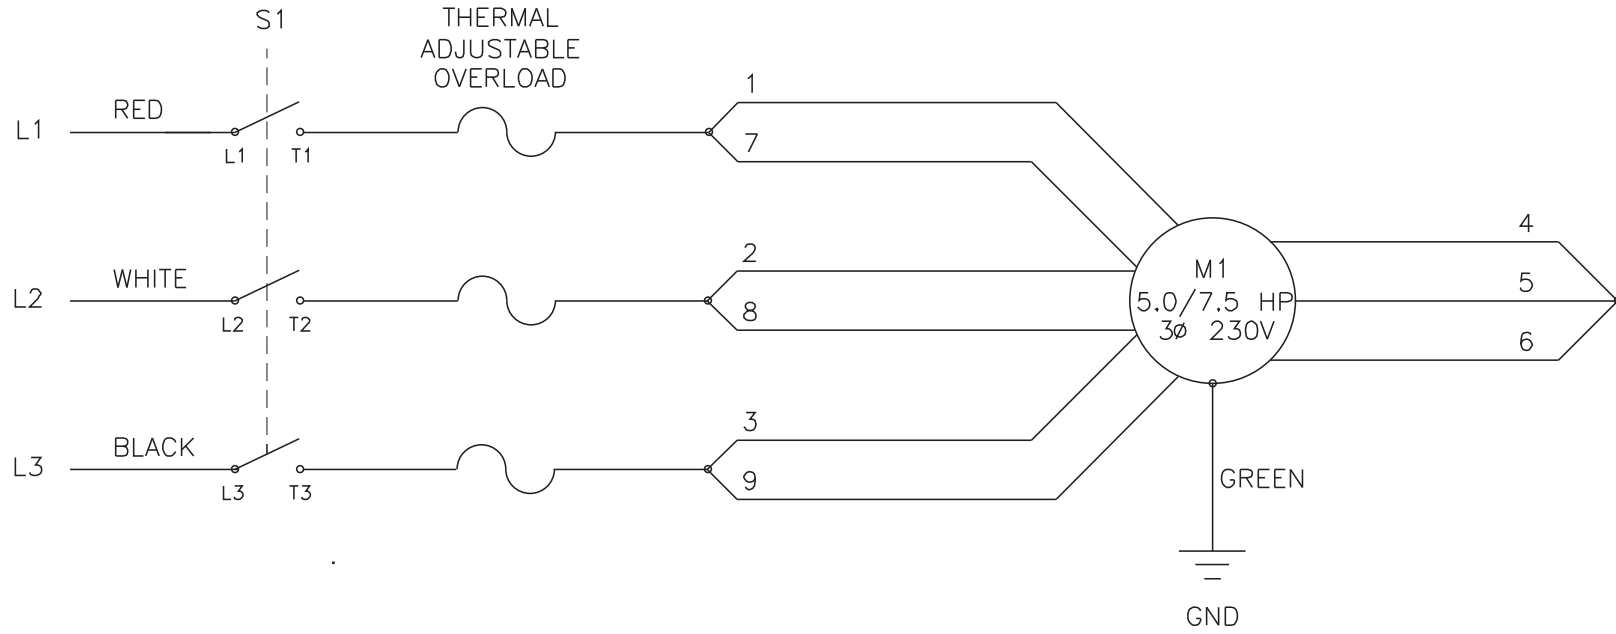 S1
THERMAL
ADJUSTABLE
OVERLOAD
1
RED
L1
L1
T1
7
4
2
M1
WHITE
5
L2
5.0/7.5 HP
8
L2
T2
3ø 230V
6
3
BLACK
L3
9
GREEN
L3
T3
GND